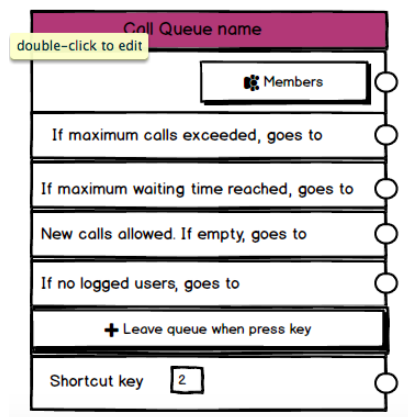 Call Queue name
double-click to edit
Members
If maximum calls exceeded, goes to
If maximum waiting time reached, goes to
New calls allowed. If empty, goes to
If no logged users, goes to
Leave queue when press key
Shortcut key 2